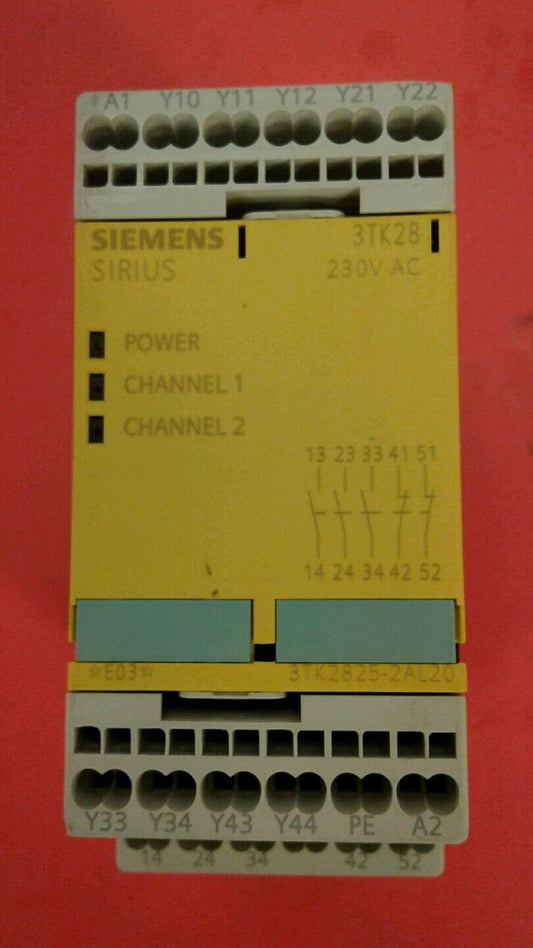 *A1 Y10 Y11 Y12 Y21 Y22
SIEMENS 3TK28
SIRIUS 230V AC
POWER
CHANNEL 1
CHANNEL 2
13 23 33 41 51
14 24 34 42 52
*E03* 3TK2825-2AL20
Y33 Y34 Y43 Y44 PE A2
14 24 34 42 52